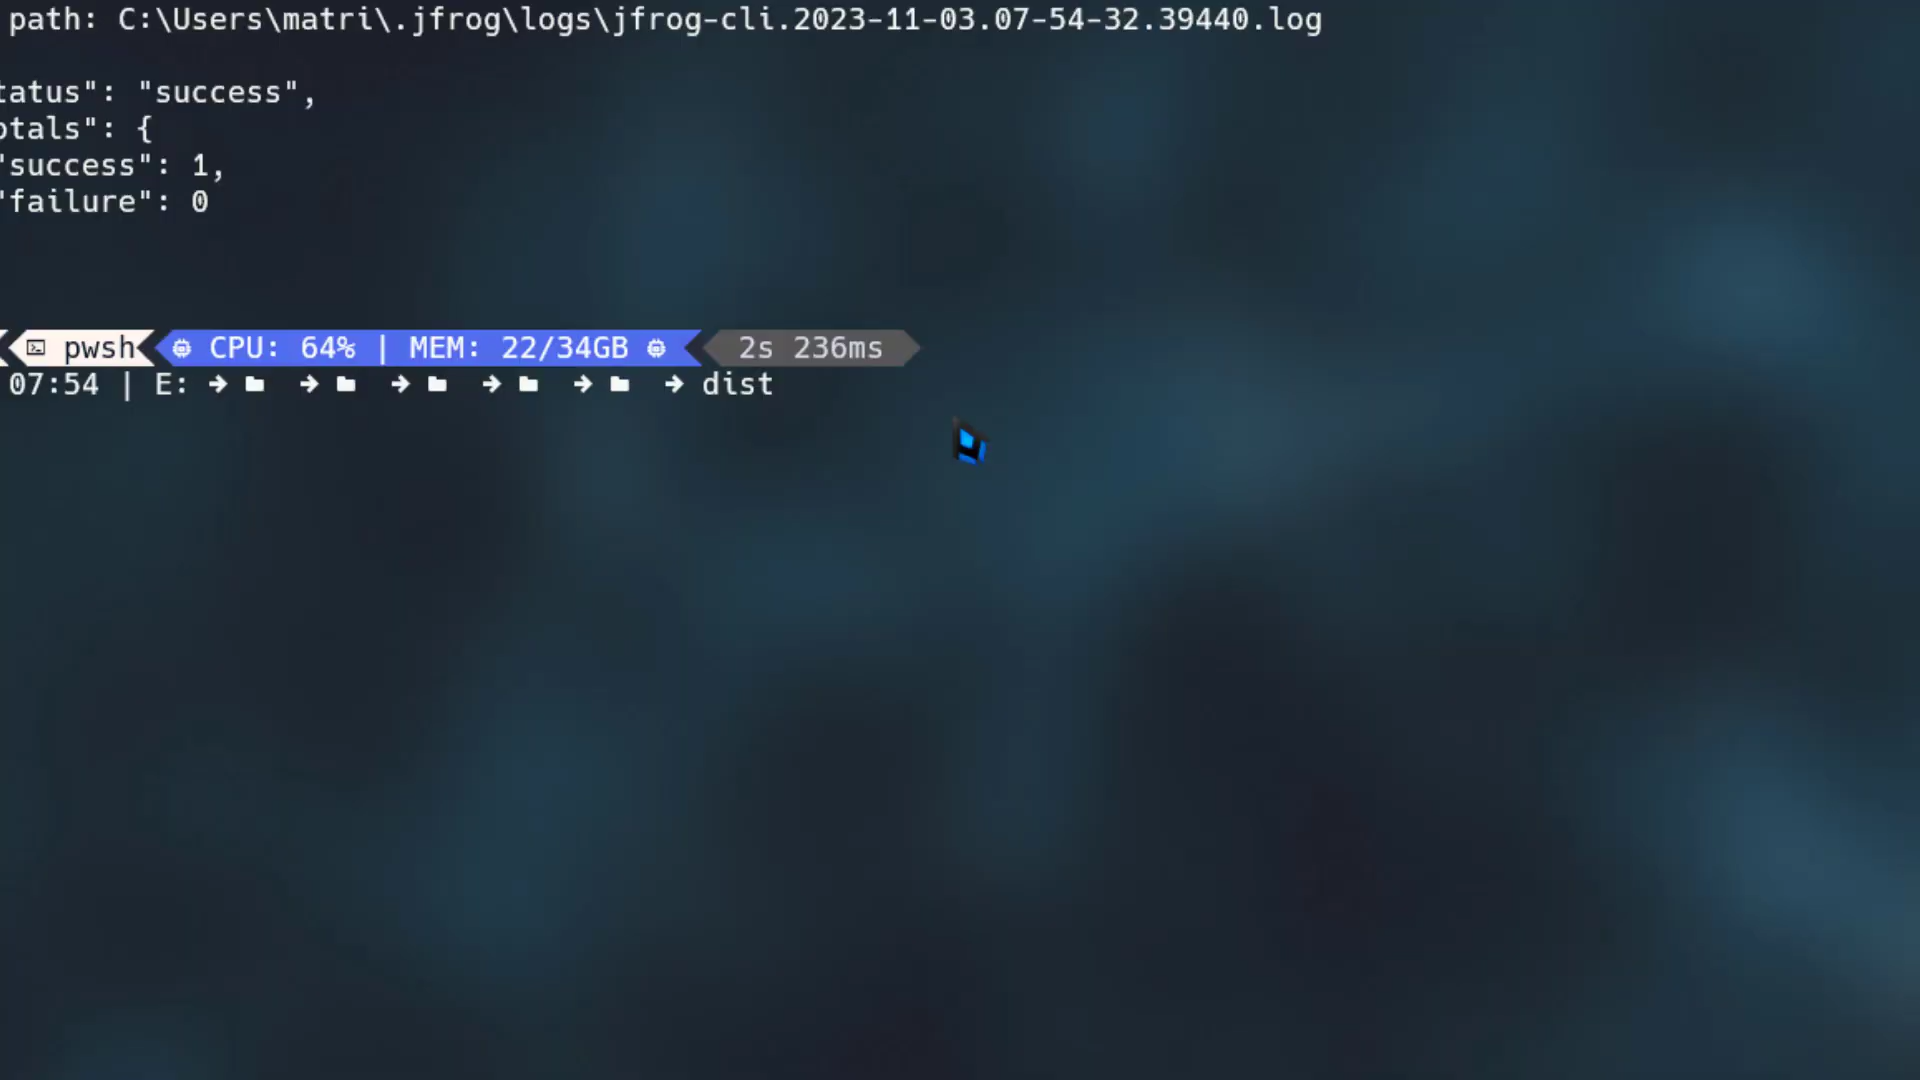 path: C:\Users\matri\.jfrog\logs\jfrog-cli.2023-11-03.07-54-32.39440.log
tatus": "success",
otals": {
"success": 1,
"failure": 0
pwsh CPU: 64% | MEM: 22/34GB 2s 236ms
07:54 | E: ➜ ➜ ➜ ➜ ➜ ➜ dist